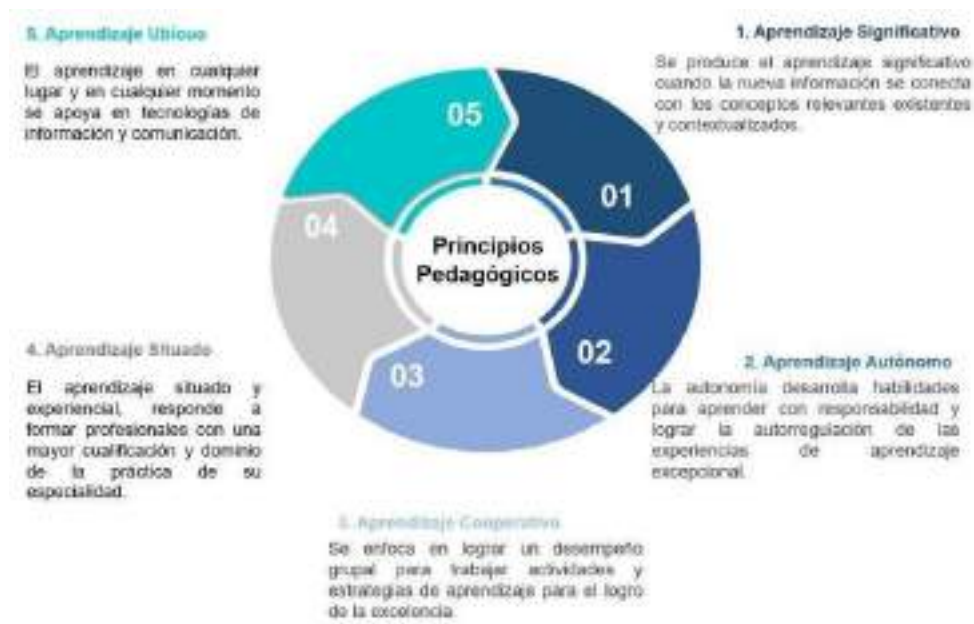 5. Aprendizaje Ubicuo
El aprendizaje en cualquier
lugar y en cualquier momento
se apoya en tecnologías de
información y comunicación.
1. Aprendizaje Significativo
Se produce el aprendizaje significativo
cuando la nueva información se conecta
con los conceptos relevantes existentes
y contextualizados.
05
01
04
Principios
Pedagógicos
02
03
4. Aprendizaje Situado
El aprendizaje situado y
experiencial, responde a
formar profesionales con una
mayor cualificación y dominio
de la práctica de su
especialidad.
2. Aprendizaje Autónomo
La autonomía desarrolla habilidades
para aprender con responsabilidad y
lograr la autorregulación de las
experiencias de aprendizaje
excepcional.
3. Aprendizaje Cooperativo
Se enfoca en lograr un desempeño
grupal para trabajar actividades y
estrategias de aprendizaje para el logro
de la excelencia.